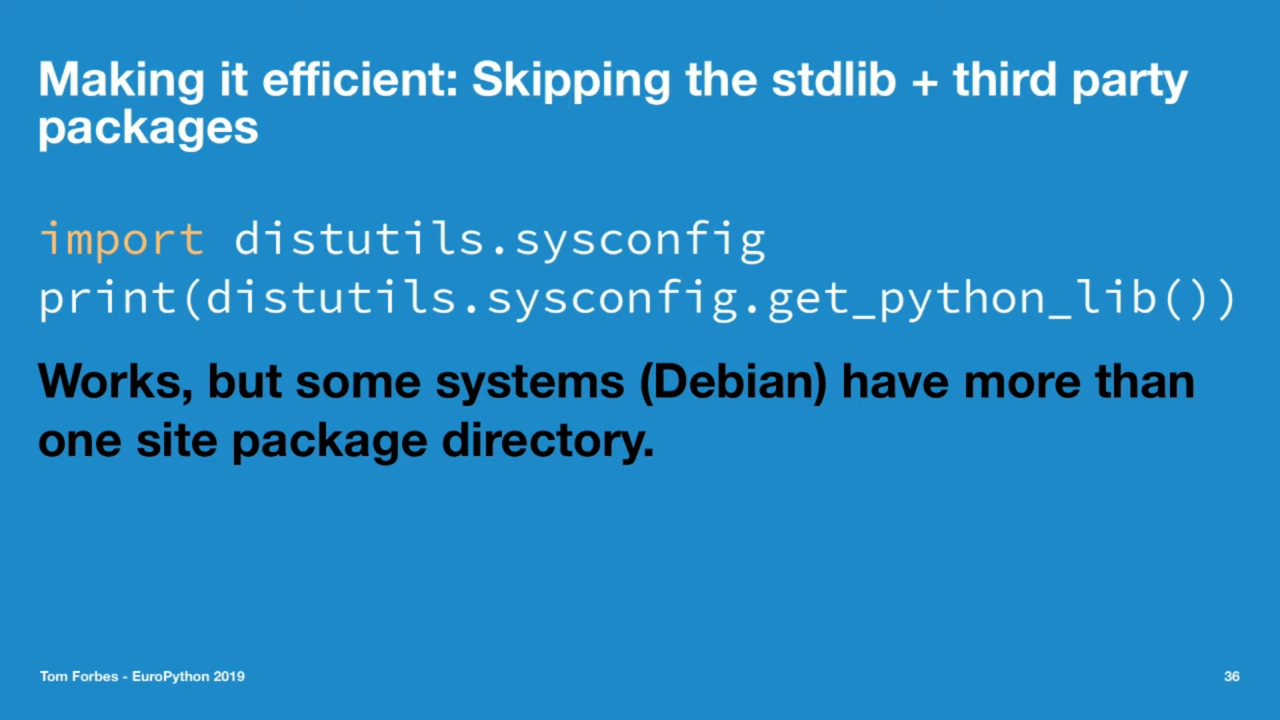 Making it efficient: Skipping the stdlib + third party
packages
import distutils.sysconfig
print(distutils.sysconfig.get_python_lib())
Works, but some systems (Debian) have more than
one site package directory.
Tom Forbes - EuroPython 2019
36